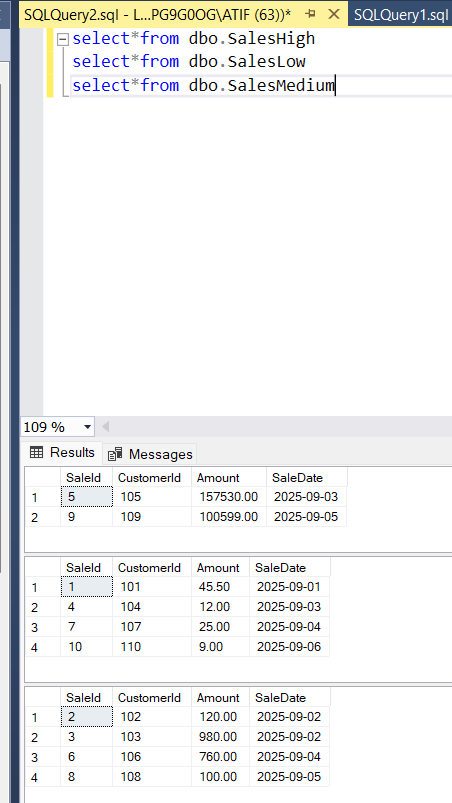 SQLQuery2.sql - L...PG9G0OG\ATIF (63))* SQLQuery1.sql
select*from dbo.SalesHigh
select*from dbo.SalesLow
select*from dbo.SalesMedium
109 %
Results Messages
SaleId CustomerId Amount SaleDate
1 5 105 157530.00 2025-09-03
2 9 109 100599.00 2025-09-05
SaleId CustomerId Amount SaleDate
1 1 101 45.50 2025-09-01
2 4 104 12.00 2025-09-03
3 7 107 25.00 2025-09-04
4 10 110 9.00 2025-09-06
SaleId CustomerId Amount SaleDate
1 2 102 120.00 2025-09-02
2 3 103 980.00 2025-09-02
3 6 106 760.00 2025-09-04
4 8 108 100.00 2025-09-05